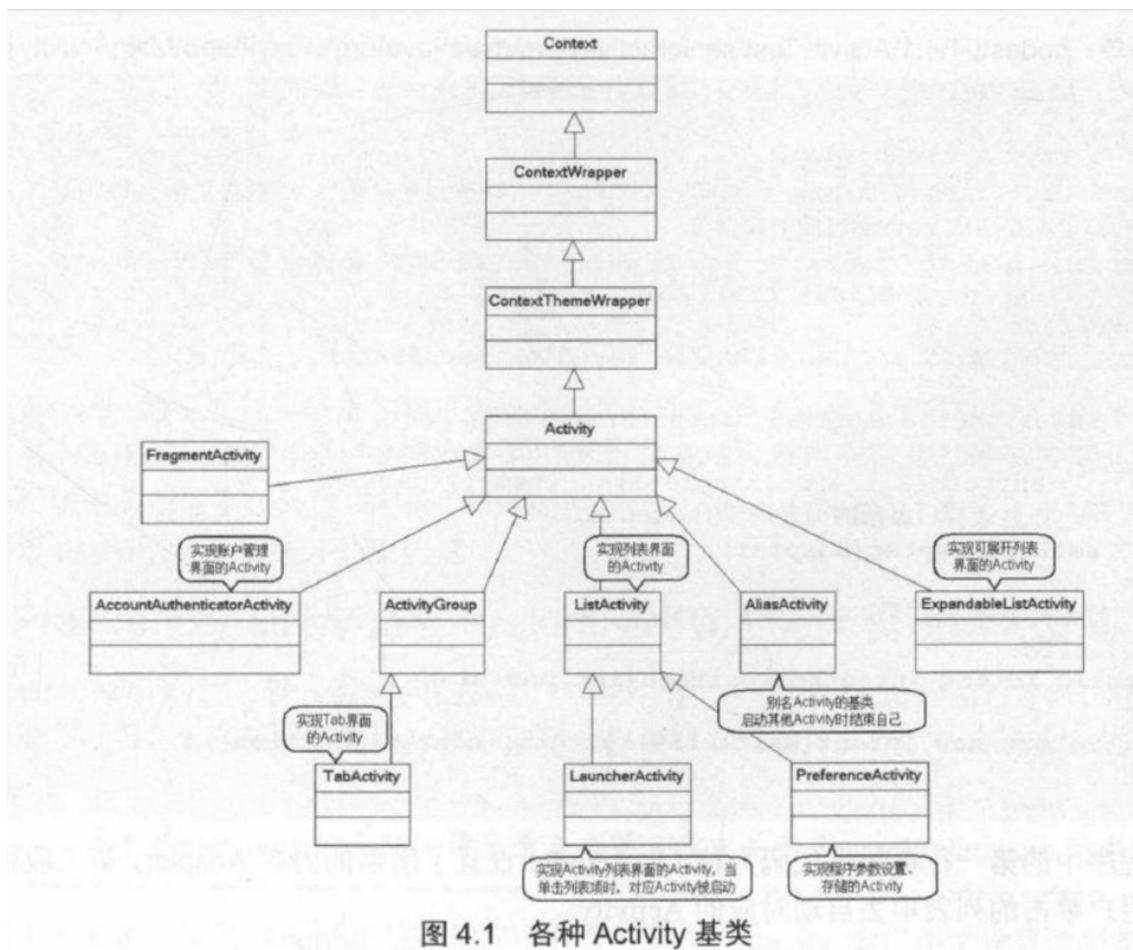 Context
ContextWrapper
ContextThemeWrapper
Activity
FragmentActivity
实现账户管理
界面的Activity
实现列表界面
的Activity
实现可展开列表
界面的Activity
AccountAuthenticatorActivity
ActivityGroup
ListActivity
AliasActivity
ExpandableListActivity
别名Activity的基类
启动其他Activity时结束自己
实现Tab界面
的Activity
TabActivity
LauncherActivity
PreferenceActivity
实现Activity列表界面的Activity，当
单击列表项时，对应Activity被启动
实现程序参数设置、
存储的Activity
图 4.1 各种 Activity 基类